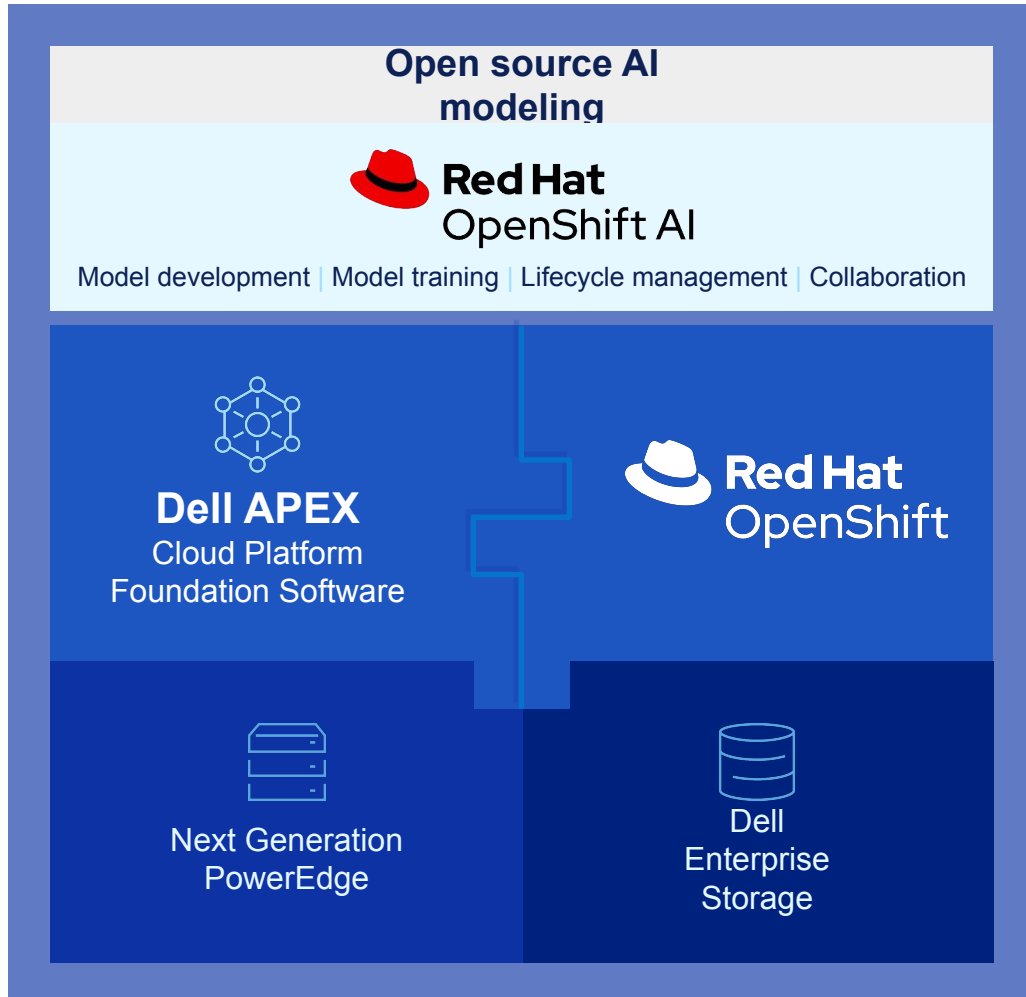 Open source AI
modeling
Red Hat
OpenShift AI
Model development | Model training | Lifecycle management | Collaboration
Dell APEX
Cloud Platform
Foundation Software
Red Hat
OpenShift
Next Generation
PowerEdge
Dell
Enterprise
Storage